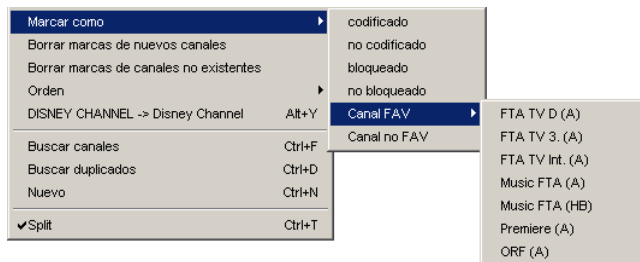 Marcar como
Borrar marcas de nuevos canales
Borrar marcas de canales no existentes
Orden
DISNEY CHANNEL -> Disney Channel Alt+Y
Buscar canales Ctrl+F
Buscar duplicados Ctrl+D
Nuevo Ctrl+N
Split Ctrl+T
codificado
no codificado
bloqueado
no bloqueado
Canal FAV
Canal no FAV
FTA TV D (A)
FTA TV 3. (A)
FTA TV Int. (A)
Music FTA (A)
Music FTA (HB)
Premiere (A)
ORF (A)